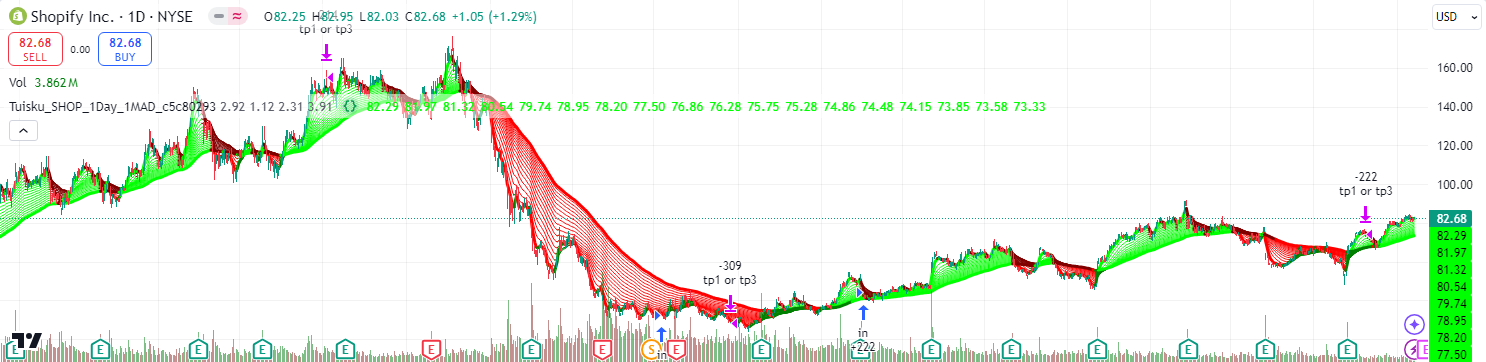 Shopify Inc. · 1D · NYSE O82.25 H82.95 L82.03 C82.68 +1.05 (+1.29%)
USD
tp1 or tp3
82.68 SELL
0.00
82.68 BUY
Vol 3.862 M
Tuisku_SHOP_1Day_1MAD_c5c80293 2.92 1.12 2.31 3.91 {} 82.29 81.97 81.32 80.54 79.74 78.95 78.20 77.50 76.86 76.28 75.75 75.28 74.86 74.48 74.15 73.85 73.58 73.33
160.00
140.00
120.00
100.00
-222
tp1 or tp3
82.68
82.29
81.97
81.32
80.54
79.74
78.95
78.20
77.50
-309
tp1 or tp3
in
in
-222
E
E
E
E
E
E
E
E
S
E
E
E
E
E
E
E
E
E
E